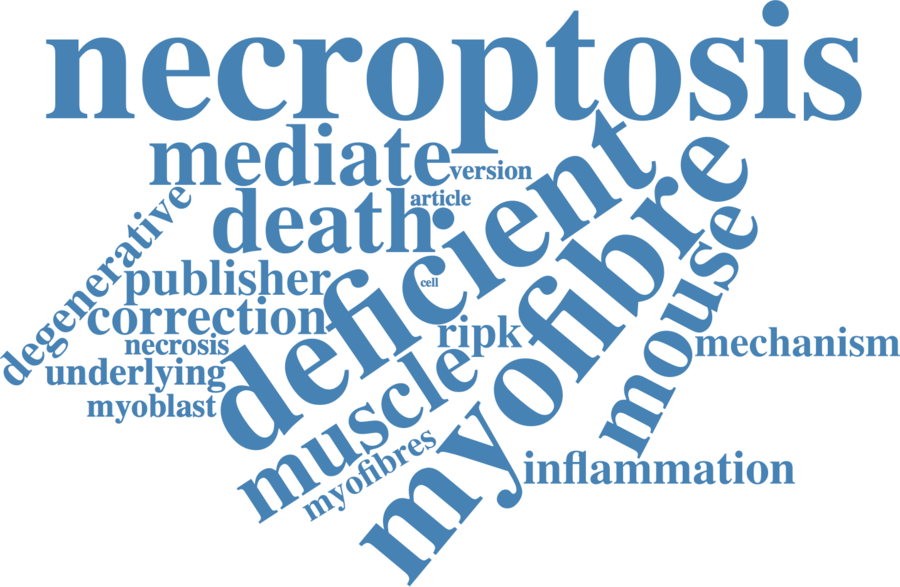 necroptosis
mediate
version
article
death
deficient
myofibre
degenerative
publisher
cell
correction
ripk
mouse
necrosis
mechanism
underlying
muscle
myoblast
myofibres
inflammation